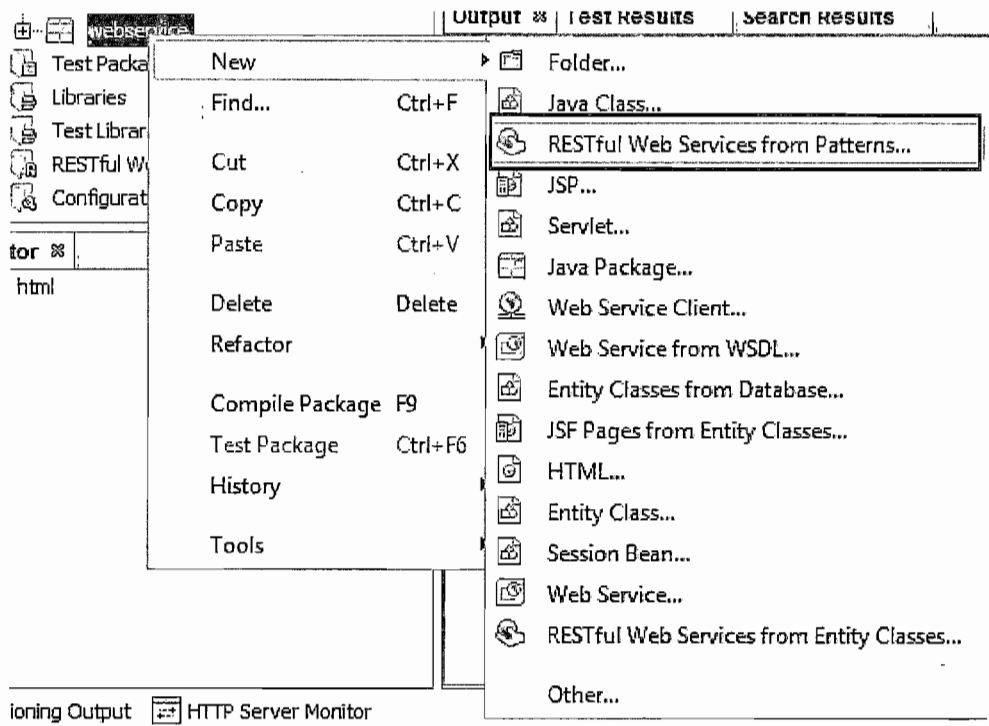 webservice
Output Test Results Search Results
Test Packa
Libraries
Test Librar
RESTful We
Configurat
tor
html
New
Find... Ctrl+F
Cut Ctrl+X
Copy Ctrl+C
Paste Ctrl+V
Delete Delete
Refactor
Compile Package F9
Test Package Ctrl+F6
History
Tools
Folder...
Java Class...
RESTful Web Services from Patterns...
JSP...
Servlet...
Java Package...
Web Service Client...
Web Service from WSDL...
Entity Classes from Database...
JSF Pages from Entity Classes...
HTML...
Entity Class...
Session Bean...
Web Service...
RESTful Web Services from Entity Classes...
Other...
ioning Output HTTP Server Monitor